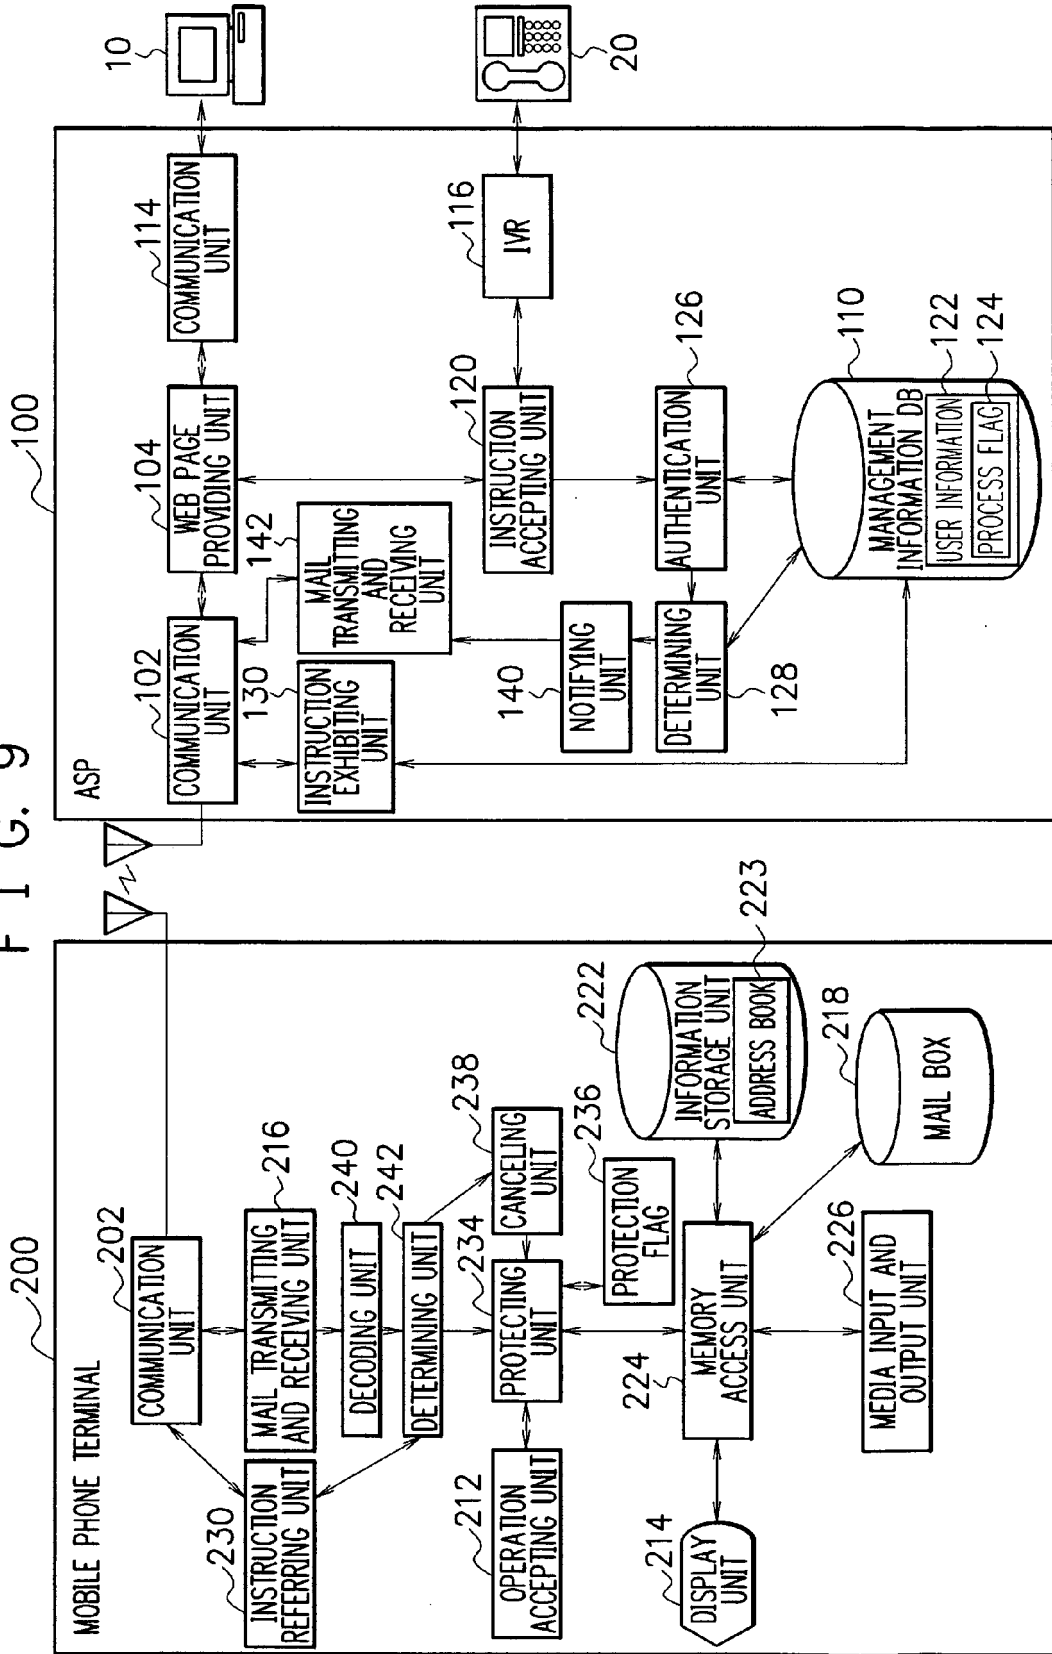 F I G. 9
200
MOBILE PHONE TERMINAL
202
COMMUNICATION
UNIT
230
INSTRUCTION
REFERRING UNIT
216
MAIL TRANSMITTING
AND RECEIVING UNIT
240
DECODING UNIT
242
DETERMINING UNIT
212
OPERATION
ACCEPTING UNIT
234
PROTECTING
UNIT
238
CANCELING
UNIT
236
PROTECTION
FLAG
214
DISPLAY
UNIT
224
MEMORY
ACCESS UNIT
222
INFORMATION
STORAGE UNIT
ADDRESS BOOK
223
226
MEDIA INPUT AND
OUTPUT UNIT
218
MAIL BOX
100
ASP
102
COMMUNICATION
UNIT
104
WEB PAGE
PROVIDING UNIT
114
COMMUNICATION
UNIT
10
130
INSTRUCTION
EXHIBITING
UNIT
142
MAIL
TRANSMITTING
AND
RECEIVING
UNIT
120
INSTRUCTION
ACCEPTING UNIT
116
IVR
20
140
NOTIFYING
UNIT
DETERMINING
UNIT
128
126
AUTHENTICATION
UNIT
110
MANAGEMENT
INFORMATION DB
USER INFORMATION
122
PROCESS FLAG
124